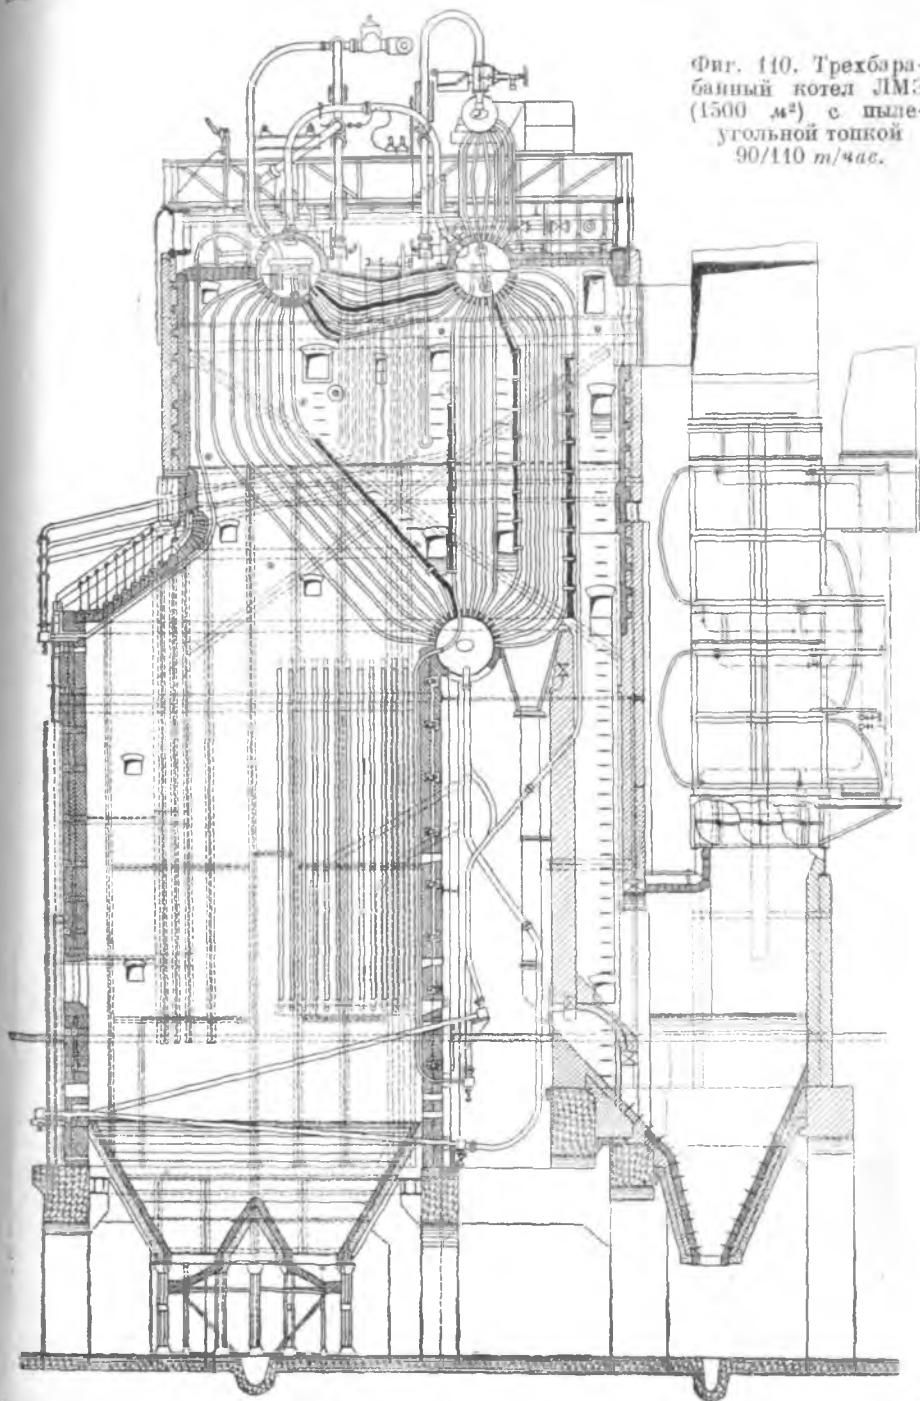 Фиг. 110. Трехбара-
банный котел ЛМЗ
(1500 м²) с пыле-
угольной топкой
90/110 т/час.